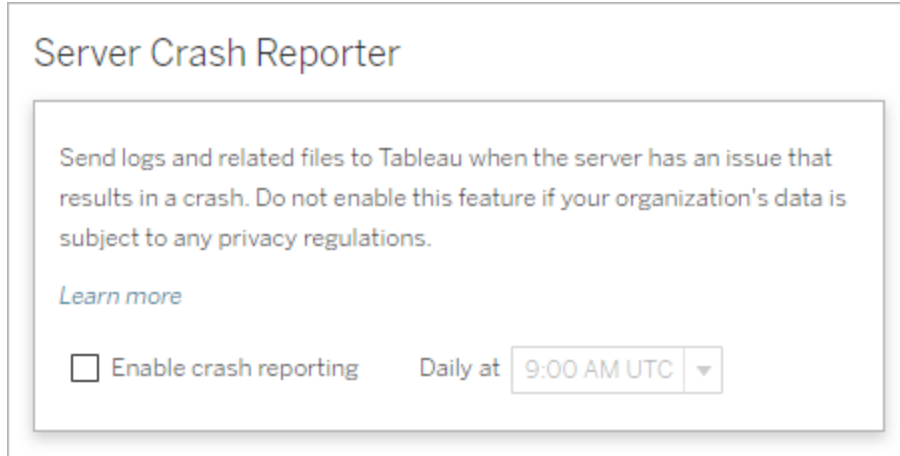 Server Crash Reporter
Send logs and related files to Tableau when the server has an issue that
results in a crash. Do not enable this feature if your organization's data is
subject to any privacy regulations.
Learn more
Enable crash reporting Daily at 9:00 AM UTC